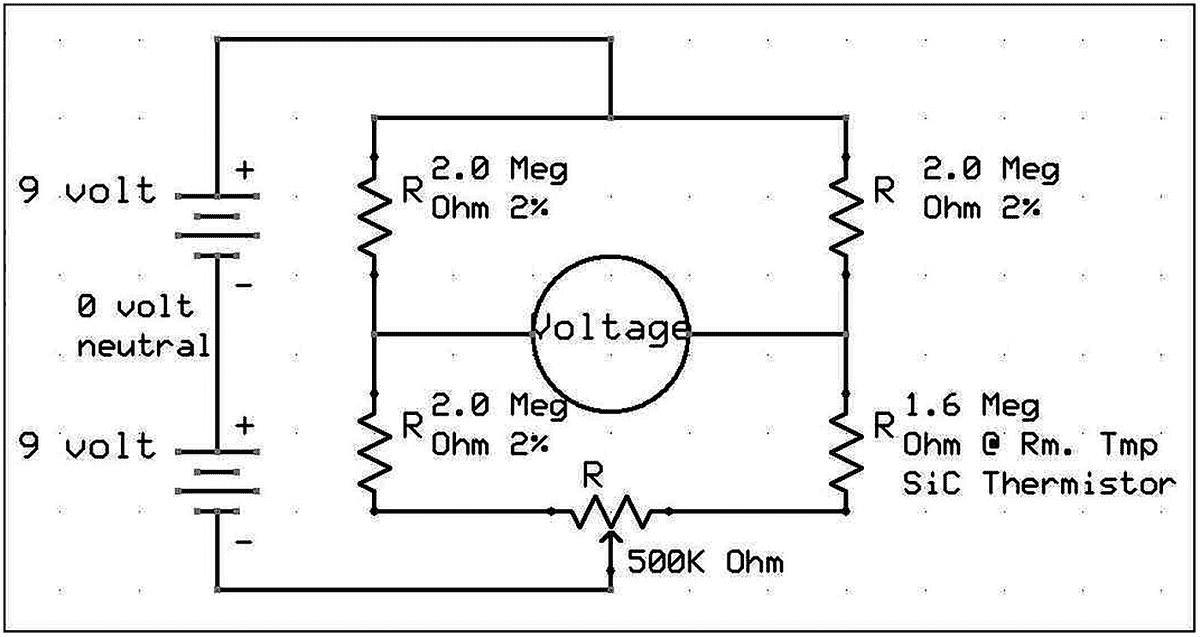 +
9 volt
-
0 volt
neutral
+
9 volt
-
R 2.0 Meg
Ohm 2%
R 2.0 Meg
Ohm 2%
Voltage
R 2.0 Meg
Ohm 2%
R 1.6 Meg
Ohm @ Rm. Tmp
SiC Thermistor
R
500K Ohm